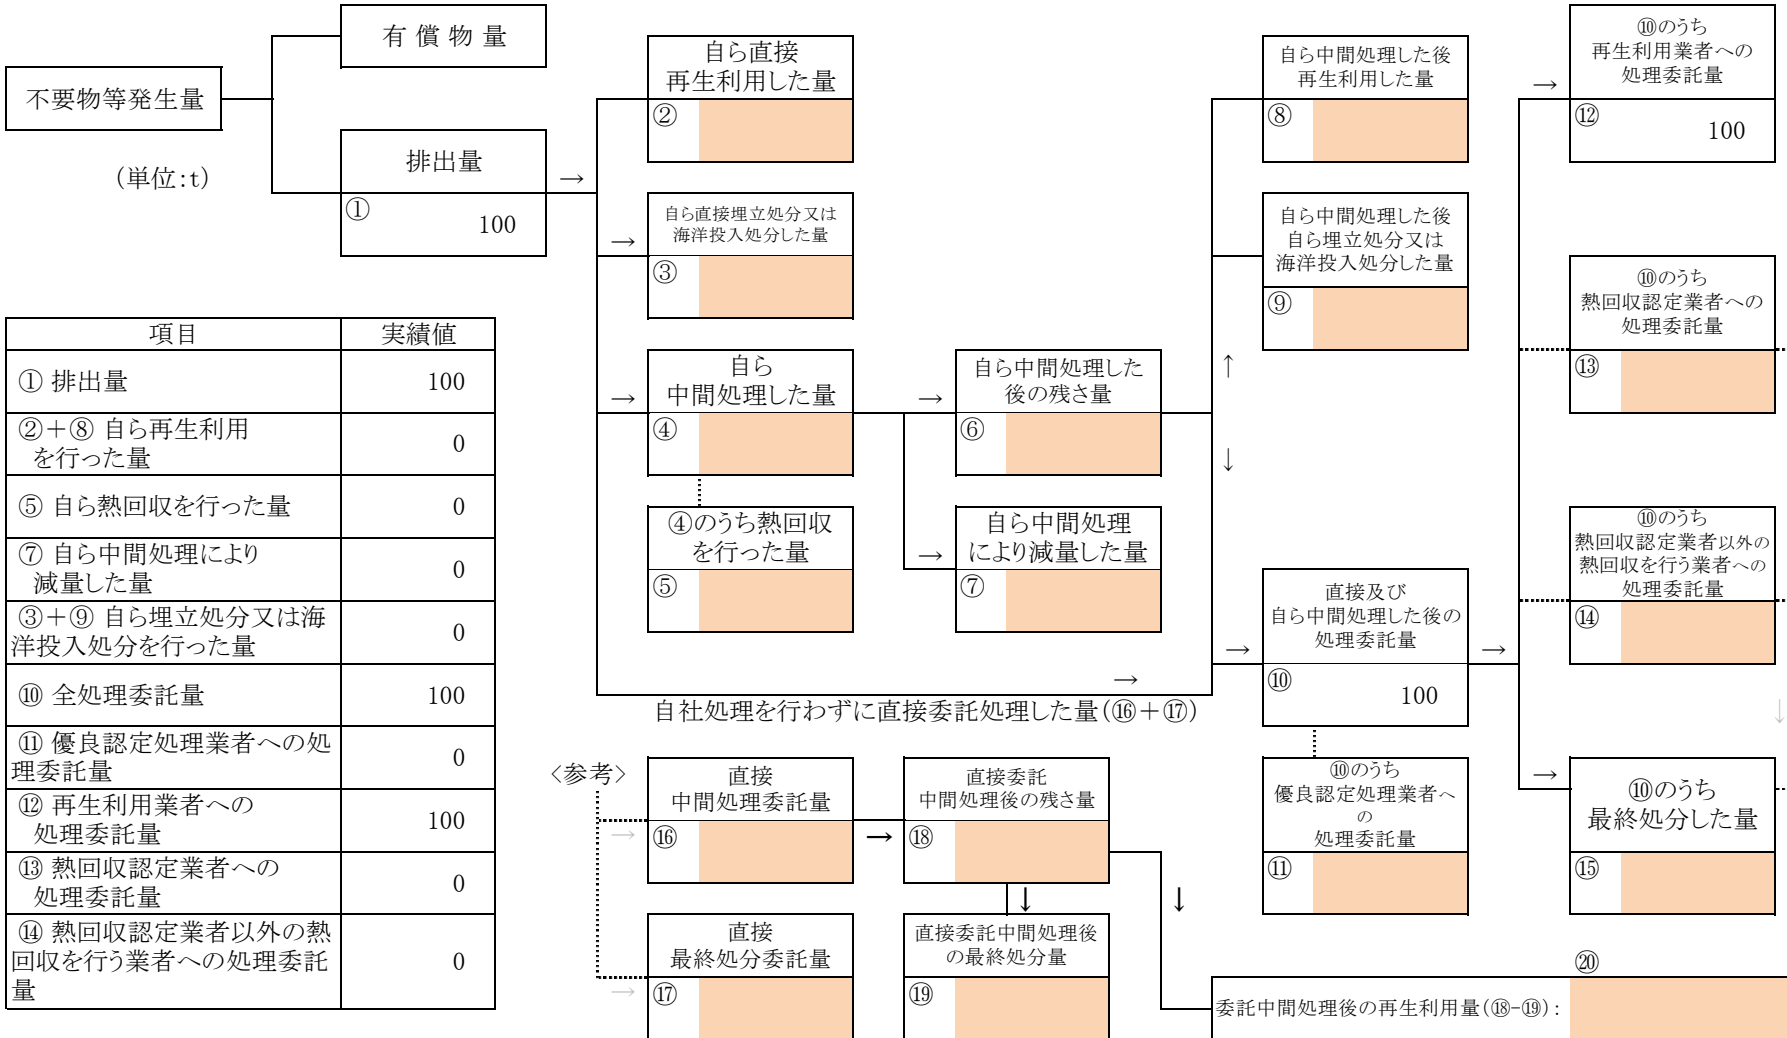 有 償 物 量
不要物等発生量
(単位:t)
排出量
①
100
→
自ら直接
再生利用した量
②
→
自ら直接埋立処分又は
海洋投入処分した量
③
→
自ら
中間処理した量
④
④のうち熱回収
を行った量
⑤
→
自ら中間処理した
後の残さ量
⑥
→
自ら中間処理
により減量した量
⑦
自ら中間処理した後
再生利用した量
⑧
自ら中間処理した後
自ら埋立処分又は
海洋投入処分した量
⑨
↑
↓
→
自社処理を行わずに直接委託処理した量(⑯+⑰)
→
直接及び
自ら中間処理した後の
処理委託量
⑩
100
→
⑩のうち
優良認定処理業者へ
の
処理委託量
⑪
→
⑩のうち
再生利用業者への
処理委託量
⑫
100
⑩のうち
熱回収認定業者への
処理委託量
⑬
⑩のうち
熱回収認定業者以外の
熱回収を行う業者への
処理委託量
⑭
↓
→
⑩のうち
最終処分した量
⑮
項目 実績値
① 排出量 100
②+⑧ 自ら再生利用
を行った量 0
⑤ 自ら熱回収を行った量 0
⑦ 自ら中間処理により
減量した量 0
③+⑨ 自ら埋立処分又は海
洋投入処分を行った量 0
⑩ 全処理委託量 100
⑪ 優良認定処理業者への処
理委託量 0
⑫ 再生利用業者への
処理委託量 100
⑬ 熱回収認定業者への
処理委託量 0
⑭ 熱回収認定業者以外の熱
回収を行う業者への処理委託
量 0
<参考>
→
直接
中間処理委託量
⑯
→
直接委託
中間処理後の残さ量
⑱
↓
↓
→
直接
最終処分委託量
⑰
直接委託中間処理後
の最終処分量
⑲
⑳
委託中間処理後の再生利用量(⑱-⑲):